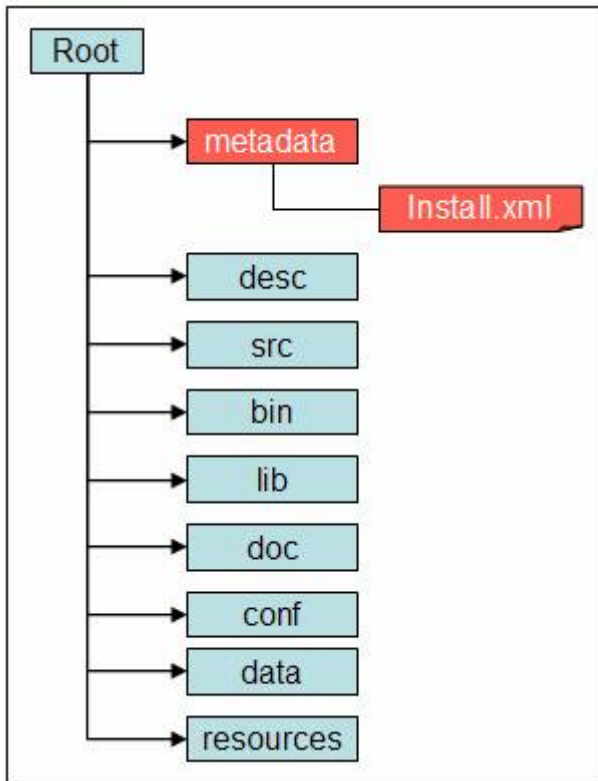 Root
metadata
Install.xml
desc
src
bin
lib
doc
conf
data
resources